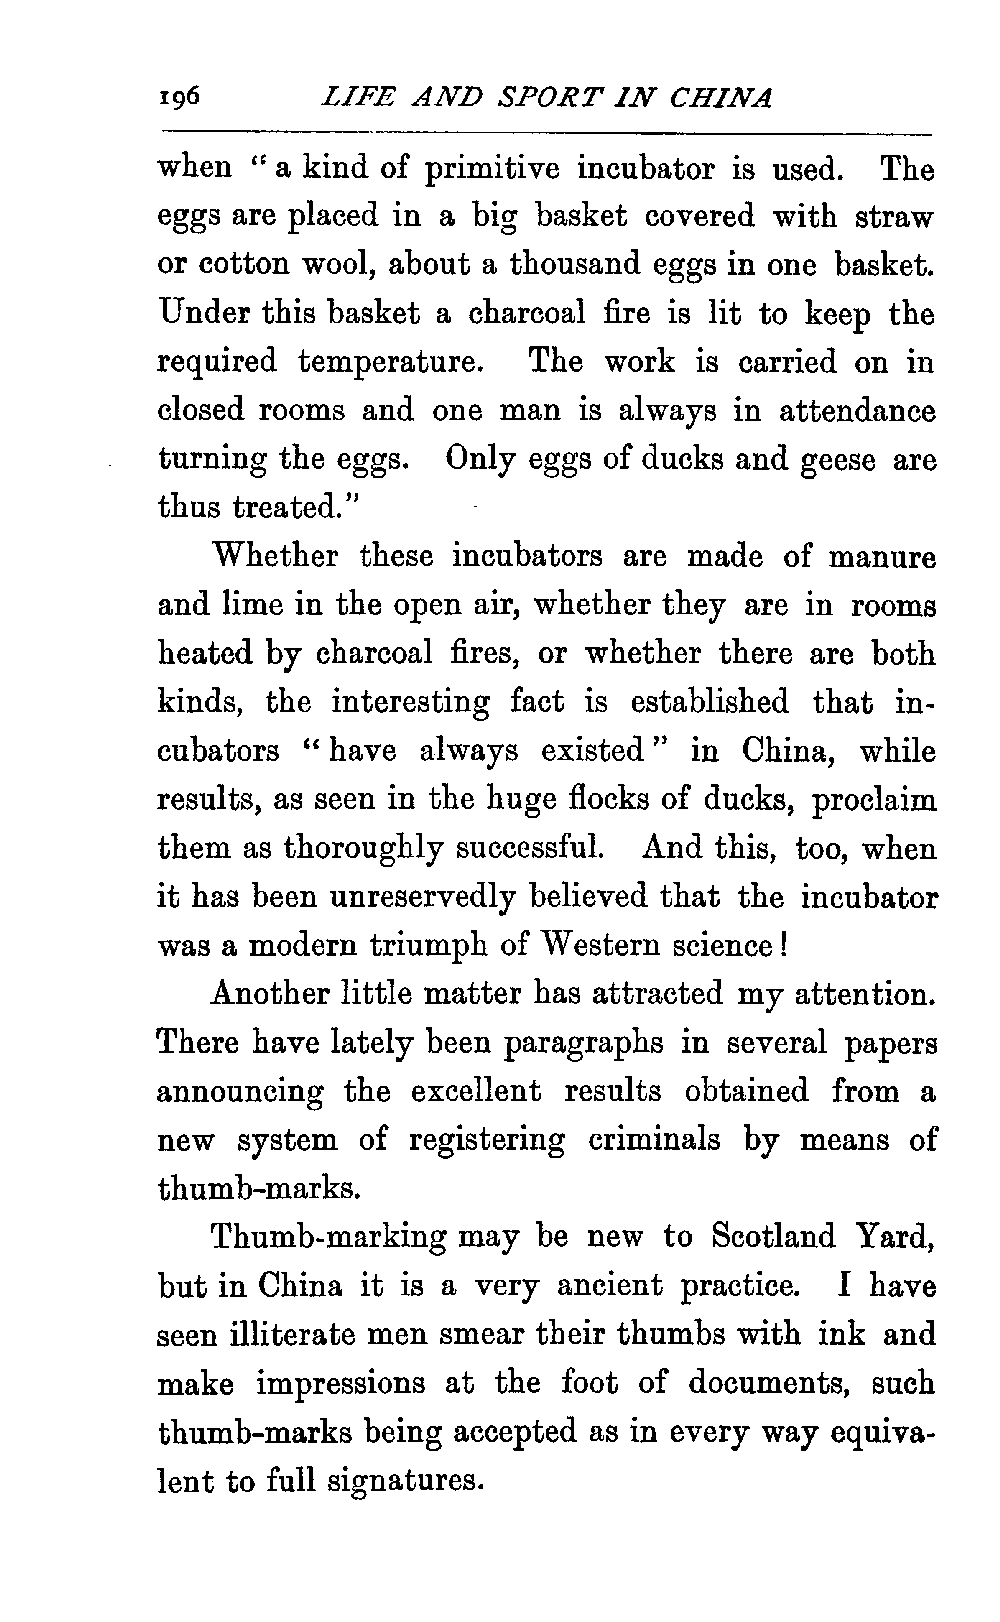 196 LIFE AND SPORT IN CHINA
when “ a kind of primitive incubator is used. The
eggs are placed in a big basket covered with straw
or cotton wool, about a thousand eggs in one basket.
Under this basket a charcoal fire is lit to keep the
required temperature. The work is carried on in
closed rooms and one man is always in attendance
turning the eggs. Only eggs of ducks and geese are
thus treated.”
Whether these incubators are made of manure
and lime in the open air, whether they are in rooms
heated by charcoal fires, or whether there are both
kinds, the interesting fact is established that in-
cubators “ have always existed ” in China, while
results, as seen in the huge flocks of ducks, proclaim
them as thoroughly successful. And this, too, when
it has been unreservedly believed that the incubator
was a modern triumph of Western science !
Another little matter has attracted my attention.
There have lately been paragraphs in several papers
announcing the excellent results obtained from a
new system of registering criminals by means of
thumb-marks.
Thumb-marking may be new to Scotland Yard,
but in China it is a very ancient practice. I have
seen illiterate men smear their thumbs with ink and
make impressions at the foot of documents, such
thumb-marks being accepted as in every way equiva-
lent to full signatures.